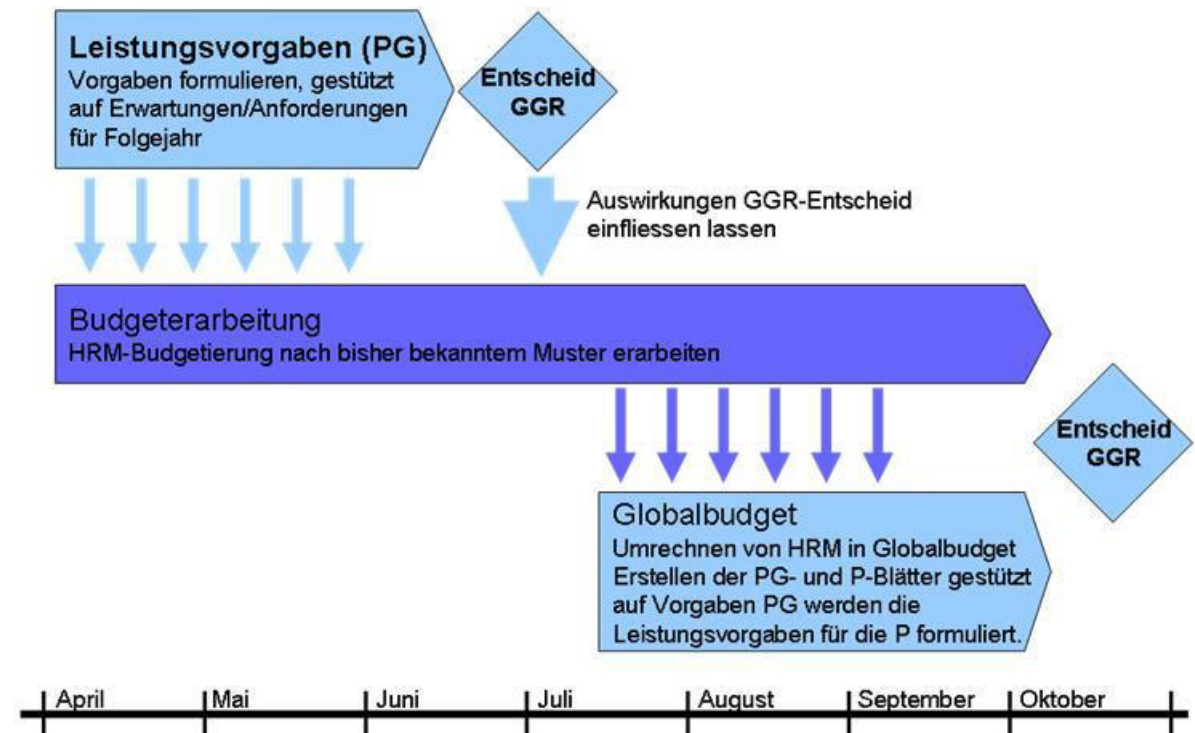 Leistungsvorgaben (PG)
Vorgaben formulieren, gestützt
auf Erwartungen/Anforderungen
für Folgejahr
Entscheid
GGR
Auswirkungen GGR-Entscheid
einfliessen lassen
Budgeterarbeitung
HRM-Budgetierung nach bisher bekanntem Muster erarbeiten
Entscheid
GGR
Globalbudget
Umrechnen von HRM in Globalbudget
Erstellen der PG- und P-Blätter gestützt
auf Vorgaben PG werden die
Leistungsvorgaben für die P formuliert.
April Mai Juni Juli August September Oktober